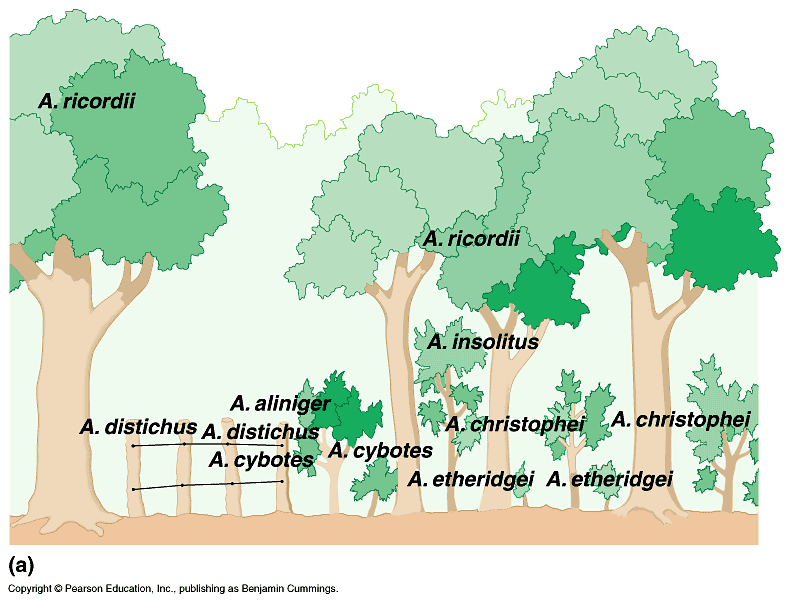 A. ricordii
A. ricordii
A. insolitus
A. aliniger
A. distichus
A. distichus
A. christophei
A. christophei
A. cybotes
A. cybotes
A. etheridgei
A. etheridgei
(a)
Copyright © Pearson Education, Inc., publishing as Benjamin Cummings.